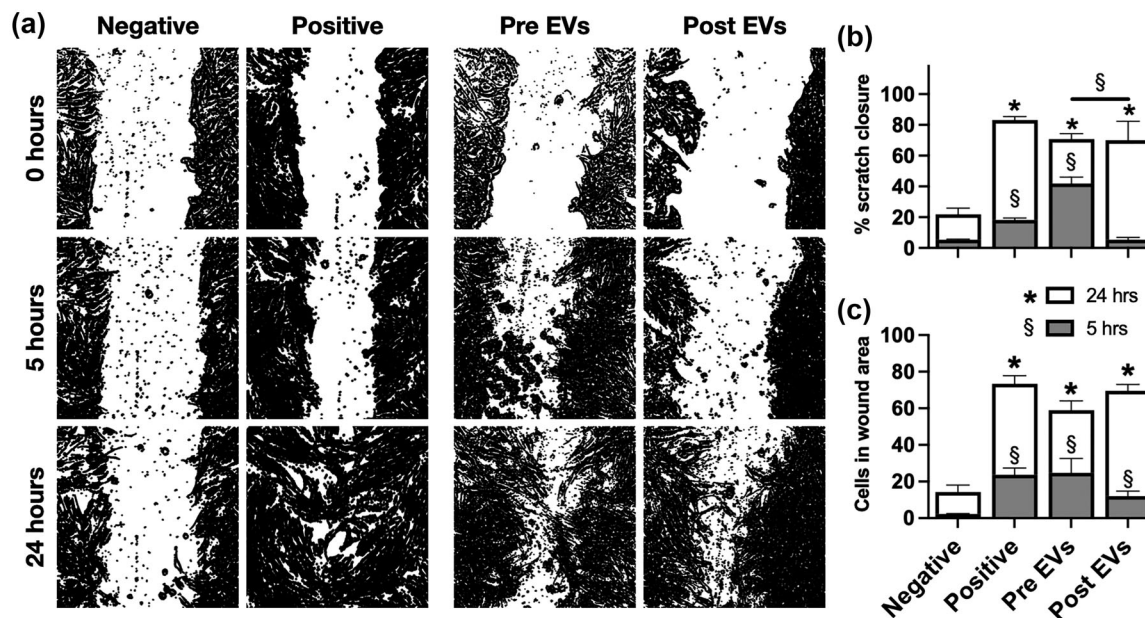 (a)
Negative
Positive
Pre EVs
Post EVs
0 hours
5 hours
24 hours
(b)
% scratch closure
100
80
60
40
20
0
*
§
*
§
§
*
* 24 hrs
§ 5 hrs
(c)
Cells in wound area
100
80
60
40
20
0
*
§
*
§
*
§
Negative
Positive
Pre EVs
Post EVs